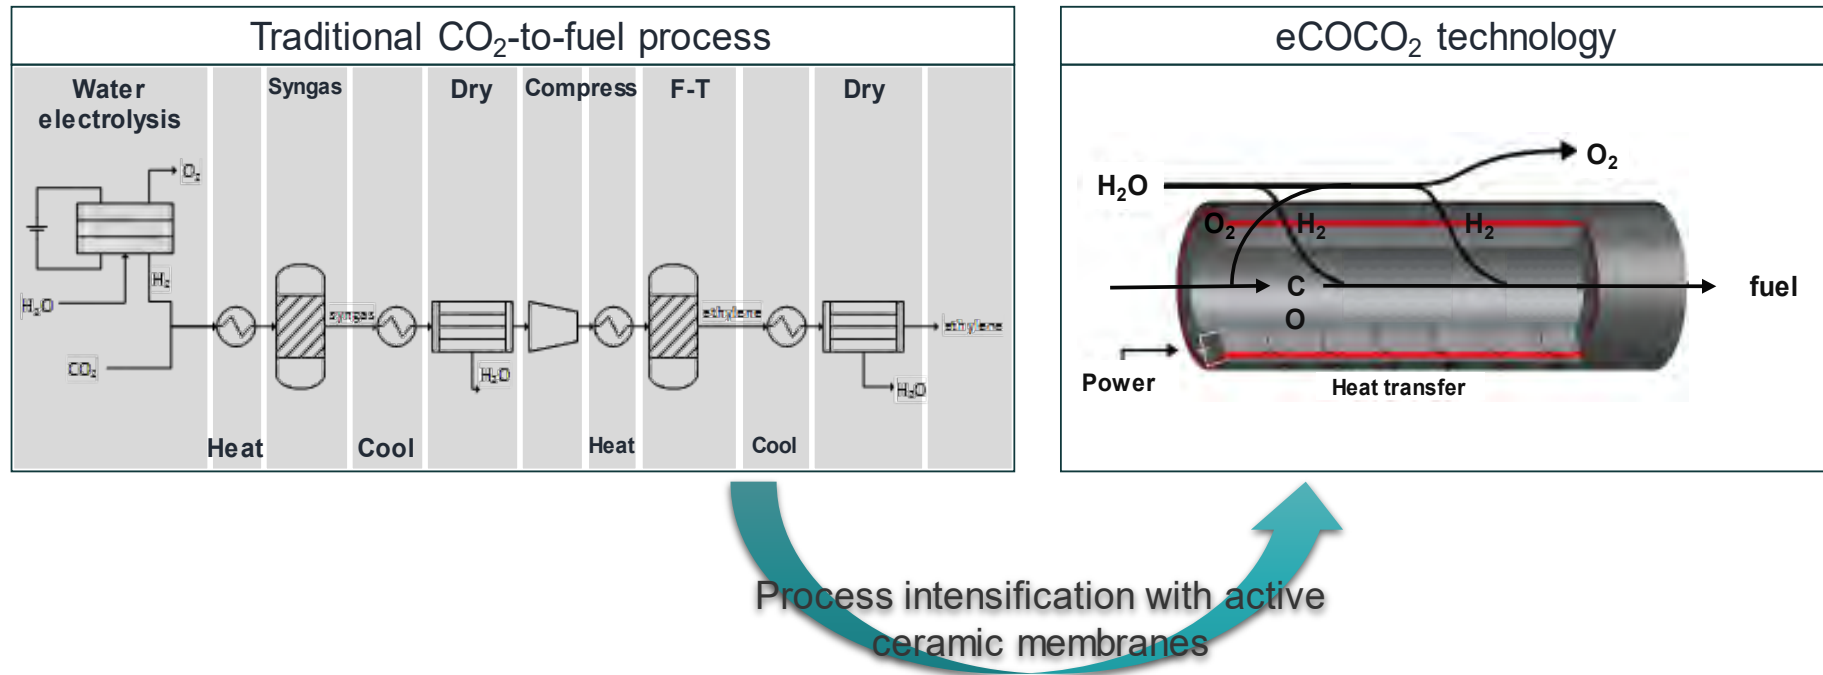 Traditional CO₂-to-fuel process
Water
electrolysis
Syngas
Dry
Compress
F-T
Dry
O₂
H₂
H₂O
CO₂
syngas
H₂O
ethylene
H₂O
ethylene
Heat
Cool
Heat
Cool
eCOCO₂ technology
H₂O
O₂
O₂
H₂
H₂
C
O
fuel
Power
Heat transfer
Process intensification with active
ceramic membranes